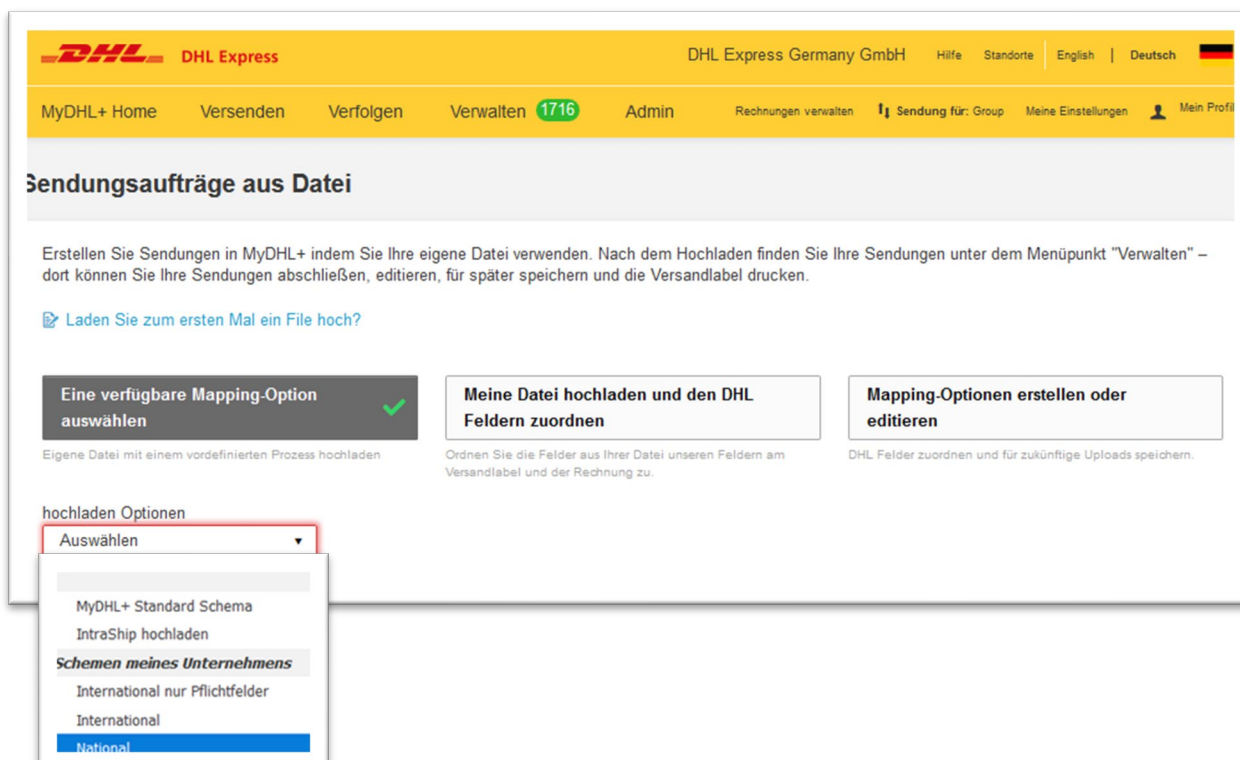 DHL DHL Express DHL Express Germany GmbH Hilfe Standorte English | Deutsch
MyDHL+ Home Versenden Verfolgen Verwalten 1716 Admin Rechnungen verwalten Sendung für: Group Meine Einstellungen Mein Profil
Sendungsaufträge aus Datei
Erstellen Sie Sendungen in MyDHL+ indem Sie Ihre eigene Datei verwenden. Nach dem Hochladen finden Sie Ihre Sendungen unter dem Menüpunkt "Verwalten" –
dort können Sie Ihre Sendungen abschließen, editieren, für später speichern und die Versandlabel drucken.
Laden Sie zum ersten Mal ein File hoch?
Eine verfügbare Mapping-Option
auswählen
Eigene Datei mit einem vordefinierten Prozess hochladen
Meine Datei hochladen und den DHL
Feldern zuordnen
Ordnen Sie die Felder aus Ihrer Datei unseren Feldern am
Versandlabel und der Rechnung zu.
Mapping-Optionen erstellen oder
editieren
DHL Felder zuordnen und für zukünftige Uploads speichern.
hochladen Optionen
Auswählen
MyDHL+ Standard Schema
IntraShip hochladen
Schemen meines Unternehmens
International nur Pflichtfelder
International
National